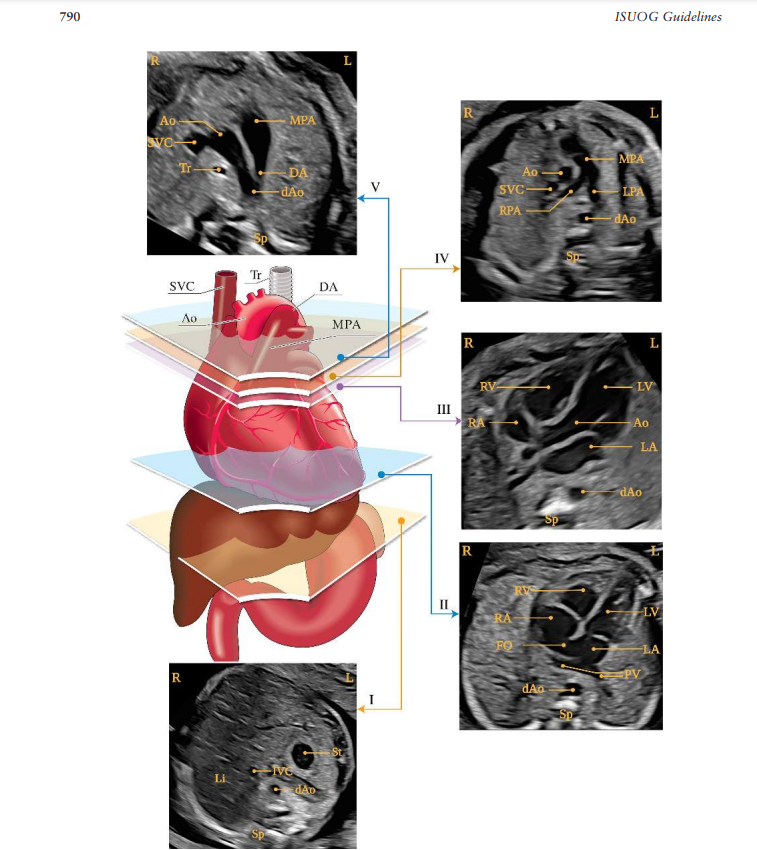 790
ISUOG Guidelines
R
L
Ao
MPA
SVC
Tr
DA
dAo
Sp
V
R
L
MPA
Ao
SVC
LPA
RPA
dAo
Sp
IV
SVC
Tr
DA
Ao
MPA
R
L
RV
LV
RA
Ao
LA
dAo
Sp
III
R
L
RV
LV
RA
FO
LA
PV
dAo
Sp
II
R
L
St
IVC
Li
dAo
Sp
I